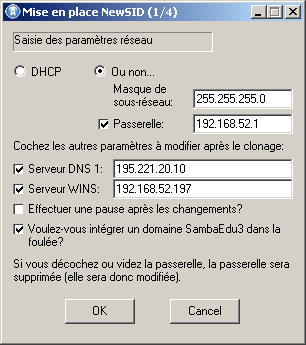 Mise en place NewSID (1/4)
Saisie des paramètres réseau
DHCP
Ou non...
Masque de
sous-réseau:
255.255.255.0
Passerelle:
192.168.52.1
Cochez les autres paramètres à modifier après le clonage:
Serveur DNS 1:
195.221.20.10
Serveur WINS:
192.168.52.197
Effectuer une pause après les changements?
Voulez-vous intégrer un domaine SambaEdu3 dans la
foulée?
Si vous décochez ou videz la passerelle, la passerelle sera
supprimée (elle sera donc modifiée).
OK
Cancel